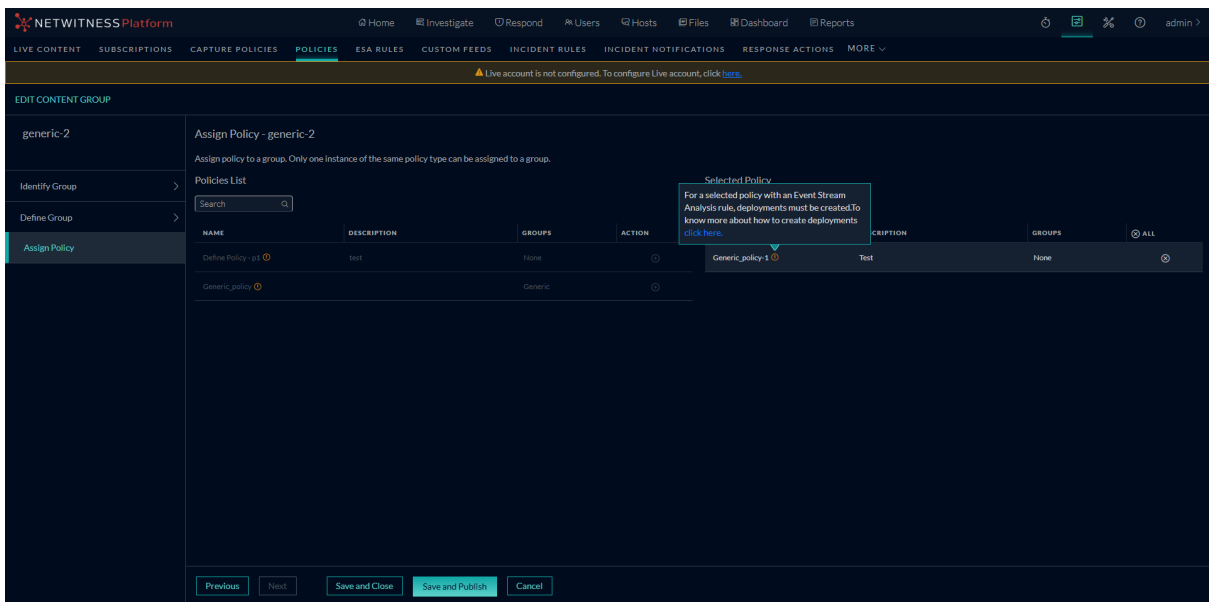 NETWITNESS Platform
Home Investigate Respond Users Hosts Files Dashboard Reports admin >
LIVE CONTENT SUBSCRIPTIONS CAPTURE POLICIES POLICIES ESA RULES CUSTOM FEEDS INCIDENT RULES INCIDENT NOTIFICATIONS RESPONSE ACTIONS MORE
Live account is not configured. To configure Live account, click here.
EDIT CONTENT GROUP
generic-2
Identify Group
Define Group
Assign Policy
Assign Policy - generic-2
Assign policy to a group. Only one instance of the same policy type can be assigned to a group.
Policies List
Search
NAME DESCRIPTION GROUPS ACTION
Define Policy - p1 test None
Generic_policy Generic
Selected Policy
For a selected policy with an Event Stream
Analysis rule, deployments must be created.To
know more about how to create deployments
click here.
CRIPTION GROUPS ALL
Generic_policy-1 Test None
Previous Next Save and Close Save and Publish Cancel